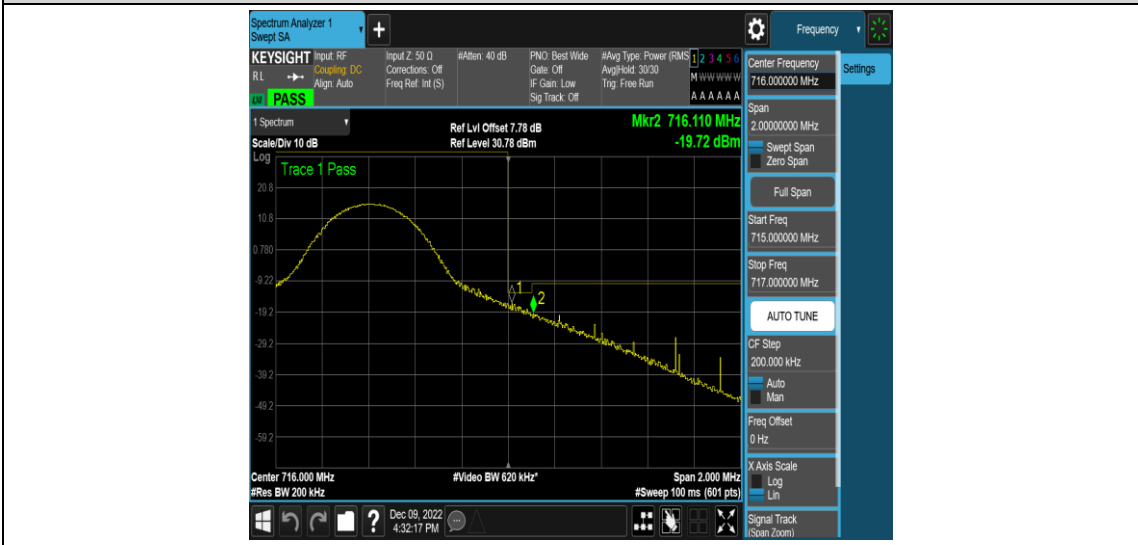 Spectrum Analyzer 1
Swept SA
+
Frequency
KEYSIGHT
RL
PASS
Input: RF
Coupling: DC
Align: Auto
Input Z: 50 Ω
Corrections: Off
Freq Ref: Int (S)
#Atten: 40 dB
PNO: Best Wide
Gate: Off
IF Gain: Low
Sig Track: Off
#Avg Type: Power (RMS
Avg|Hold: 30/30
Trig: Free Run
1 2 3 4 5 6
M W W W W W
A A A A A A
Center Frequency
716.000000 MHz
Settings
Span
2.00000000 MHz
Swept Span
Zero Span
Full Span
Start Freq
715.000000 MHz
Stop Freq
717.000000 MHz
AUTO TUNE
CF Step
200.000 kHz
Auto
Man
Freq Offset
0 Hz
X Axis Scale
Log
Lin
Signal Track
(Span Zoom)
1 Spectrum
Scale/Div 10 dB
Ref Lvl Offset 7.78 dB
Ref Level 30.78 dBm
Mkr2 716.110 MHz
-19.72 dBm
Log
Trace 1 Pass
20.8
10.8
0.780
-9.22
-19.2
-29.2
-39.2
-49.2
-59.2
1
2
Center 716.000 MHz
#Res BW 200 kHz
#Video BW 620 kHz*
Span 2.000 MHz
#Sweep 100 ms (601 pts)
?
Dec 09, 2022
4:32:17 PM